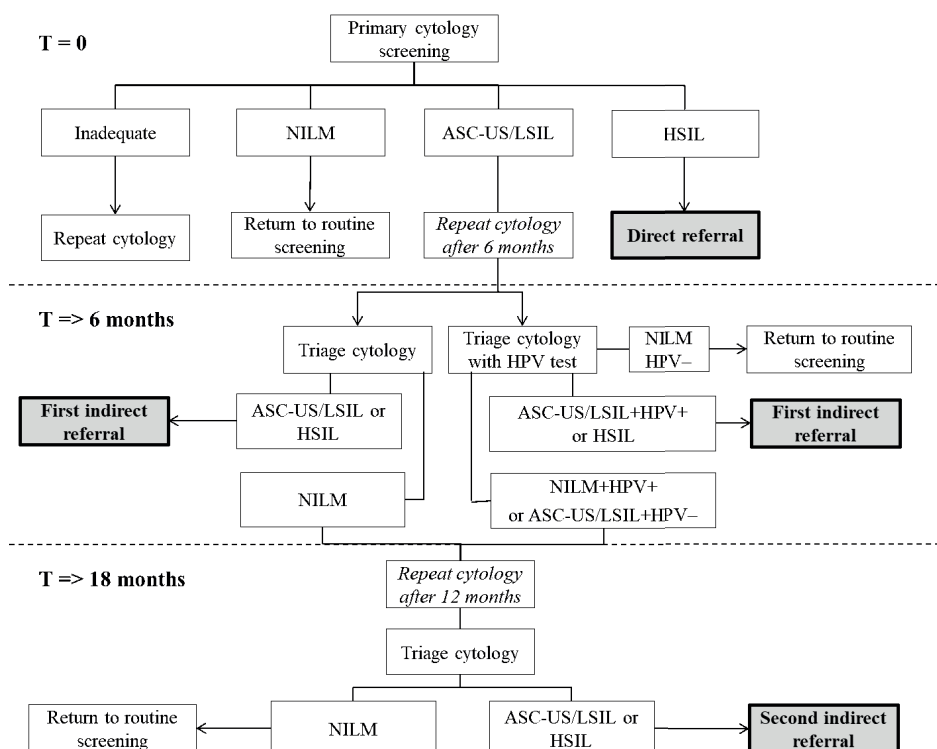 T = 0
Primary cytology
screening
Inadequate
NILM
ASC-US/LSIL
HSIL
Repeat cytology
Return to routine
screening
Repeat cytology
after 6 months
Direct referral
T => 6 months
Triage cytology
Triage cytology
with HPV test
NILM
HPV–
Return to routine
screening
First indirect
referral
ASC-US/LSIL or
HSIL
ASC-US/LSIL+HPV+
or HSIL
First indirect
referral
NILM
NILM+HPV+
or ASC-US/LSIL+HPV–
T => 18 months
Repeat cytology
after 12 months
Triage cytology
Return to routine
screening
NILM
ASC-US/LSIL or
HSIL
Second indirect
referral